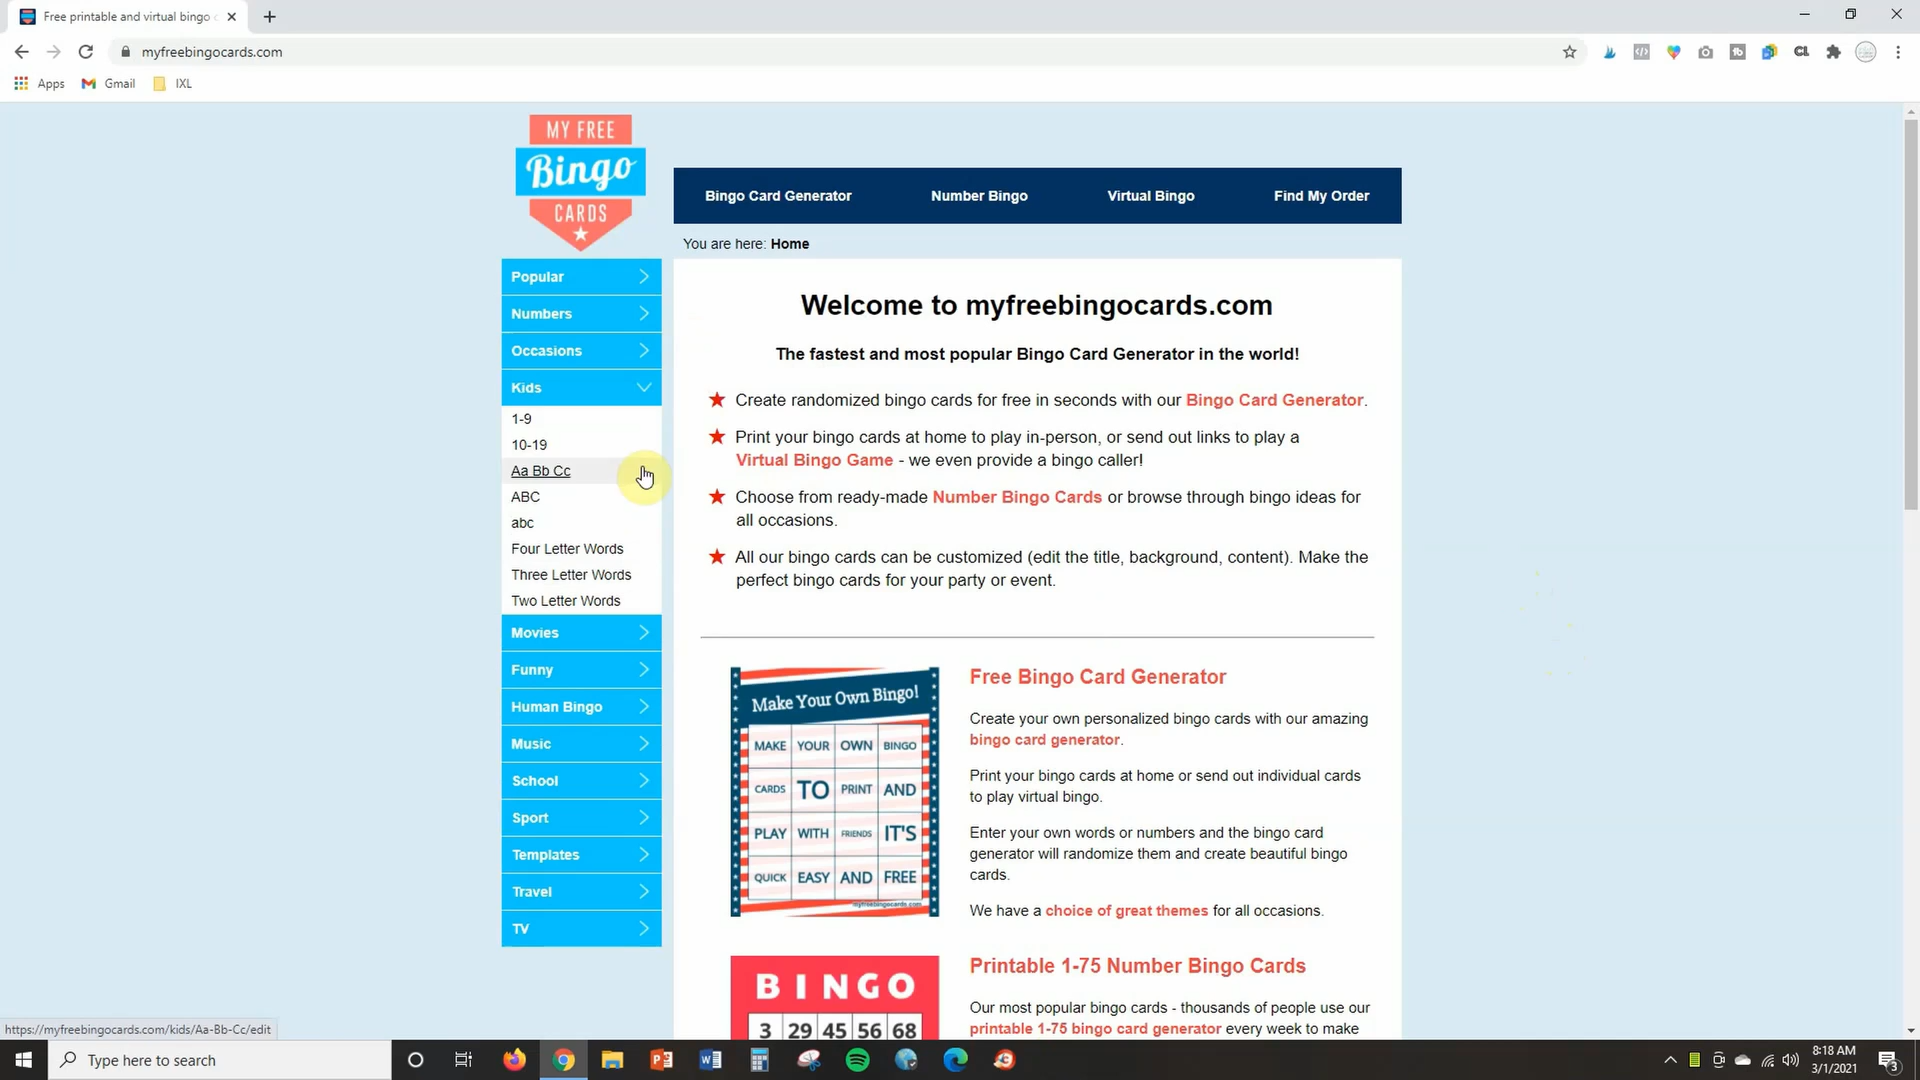 Free printable and virtual bingo c
myfreebingocards.com
Apps
Gmail
IXL
MY FREE
Bingo
CARDS
Bingo Card Generator
Number Bingo
Virtual Bingo
Find My Order
You are here: Home
Popular
Numbers
Occasions
Kids
1-9
10-19
Aa Bb Cc
ABC
abc
Four Letter Words
Three Letter Words
Two Letter Words
Movies
Funny
Human Bingo
Music
School
Sport
Templates
Travel
TV
Welcome to myfreebingocards.com
The fastest and most popular Bingo Card Generator in the world!
Create randomized bingo cards for free in seconds with our Bingo Card Generator.
Print your bingo cards at home to play in-person, or send out links to play a
Virtual Bingo Game - we even provide a bingo caller!
Choose from ready-made Number Bingo Cards or browse through bingo ideas for
all occasions.
All our bingo cards can be customized (edit the title, background, content). Make the
perfect bingo cards for your party or event.
Make Your Own Bingo!
MAKE YOUR OWN BINGO
CARDS TO PRINT AND
PLAY WITH FRIENDS IT'S
QUICK EASY AND FREE
myfreebingocards.com
Free Bingo Card Generator
Create your own personalized bingo cards with our amazing
bingo card generator.
Print your bingo cards at home or send out individual cards
to play virtual bingo.
Enter your own words or numbers and the bingo card
generator will randomize them and create beautiful bingo
cards.
We have a choice of great themes for all occasions.
BINGO
3 29 45 56 68
Printable 1-75 Number Bingo Cards
Our most popular bingo cards - thousands of people use our
printable 1-75 bingo card generator every week to make
https://myfreebingocards.com/kids/Aa-Bb-Cc/edit
Type here to search
8:18 AM
3/1/2021
3